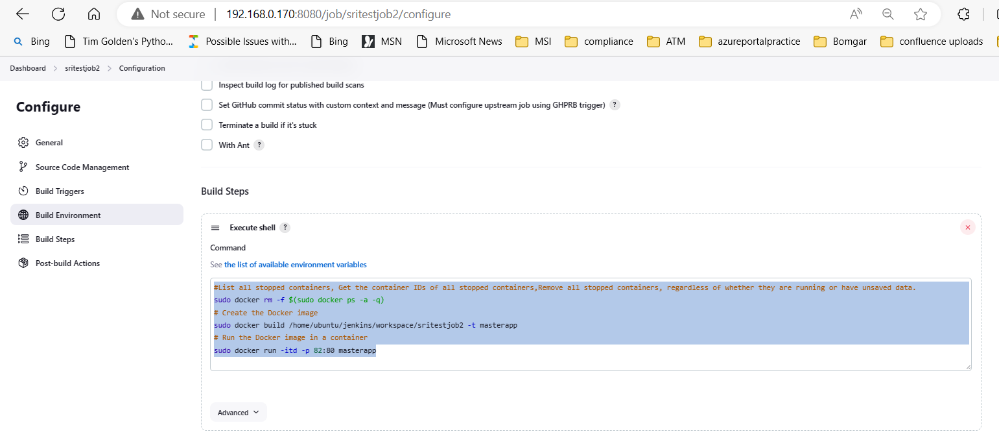 Not secure
192.168.0.170:8080/job/sritestjob2/configure
Bing
Tim Golden's Pytho...
Possible Issues with...
Bing
MSN
Microsoft News
MSI
compliance
ATM
azureportalpractice
Bomgar
confluence uploads
Dashboard > sritestjob2 > Configuration
Configure
General
Source Code Management
Build Triggers
Build Environment
Build Steps
Post-build Actions
Inspect build log for published build scans
Set GitHub commit status with custom context and message (Must configure upstream job using GHPRB trigger) ?
Terminate a build if it's stuck
With Ant ?
Build Steps
Execute shell ?
Command
See the list of available environment variables
#List all stopped containers, Get the container IDs of all stopped containers,Remove all stopped containers, regardless of whether they are running or have unsaved data.
sudo docker rm -f $(sudo docker ps -a -q)
# Create the Docker image
sudo docker build /home/ubuntu/jenkins/workspace/sritestjob2 -t masterapp
# Run the Docker image in a container
sudo docker run -itd -p 82:80 masterapp
Advanced